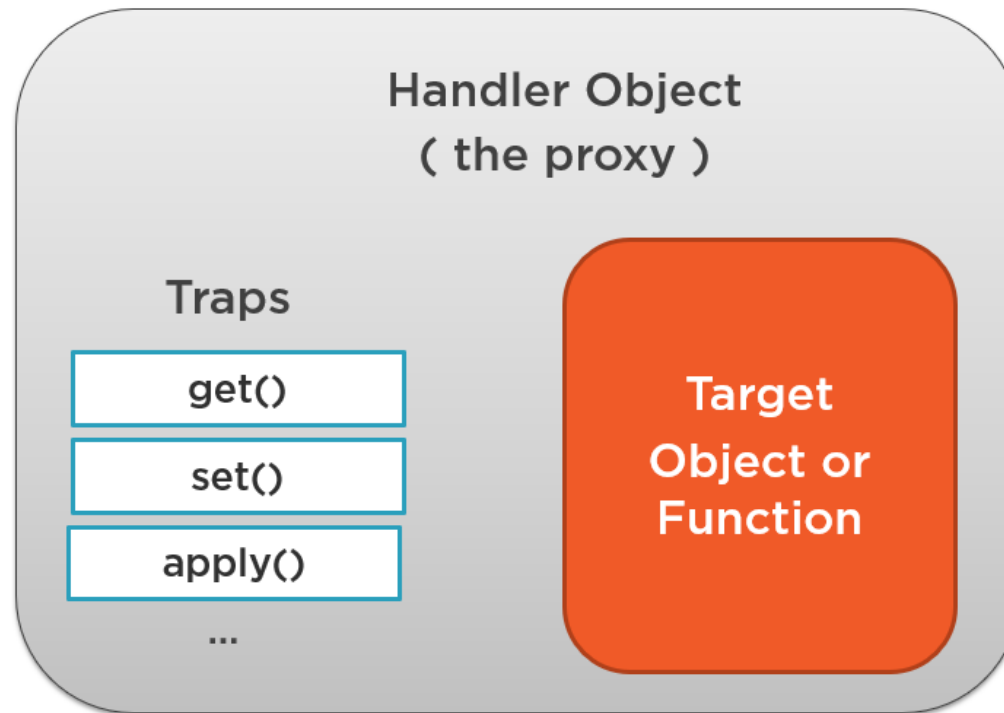 Handler Object
( the proxy )
Traps
get()
set()
apply()
...
Target
Object or
Function